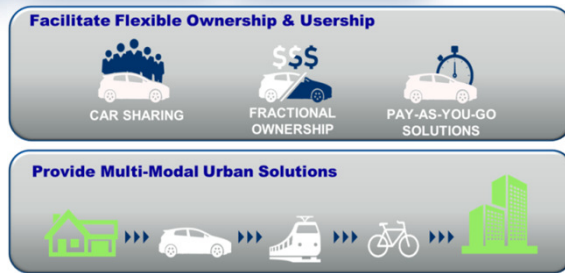 Facilitate Flexible Ownership & Usership
$$$
CAR SHARING
FRACTIONAL
OWNERSHIP
PAY-AS-YOU-GO
SOLUTIONS
Provide Multi-Modal Urban Solutions